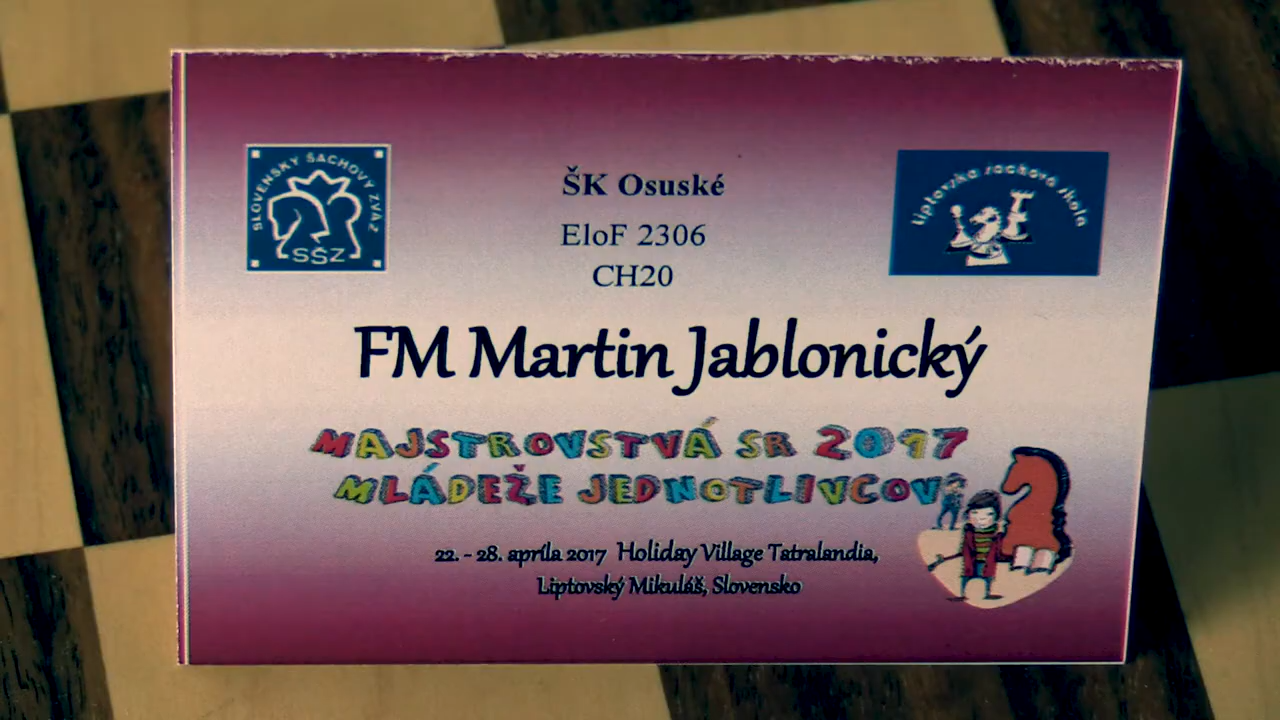 SLOVENSKÝ ŠACHOVÝ ZVÄZ
SŠZ
ŠK Osuské
EloF 2306
CH20
Liptovská šachová škola
FM Martin Jablonický
MAJSTROVSTVÁ SR 2017
MLÁDEŽE JEDNOTLIVCOV
22. - 28. apríla 2017 Holiday Village Tatralandia,
Liptovský Mikuláš, Slovensko